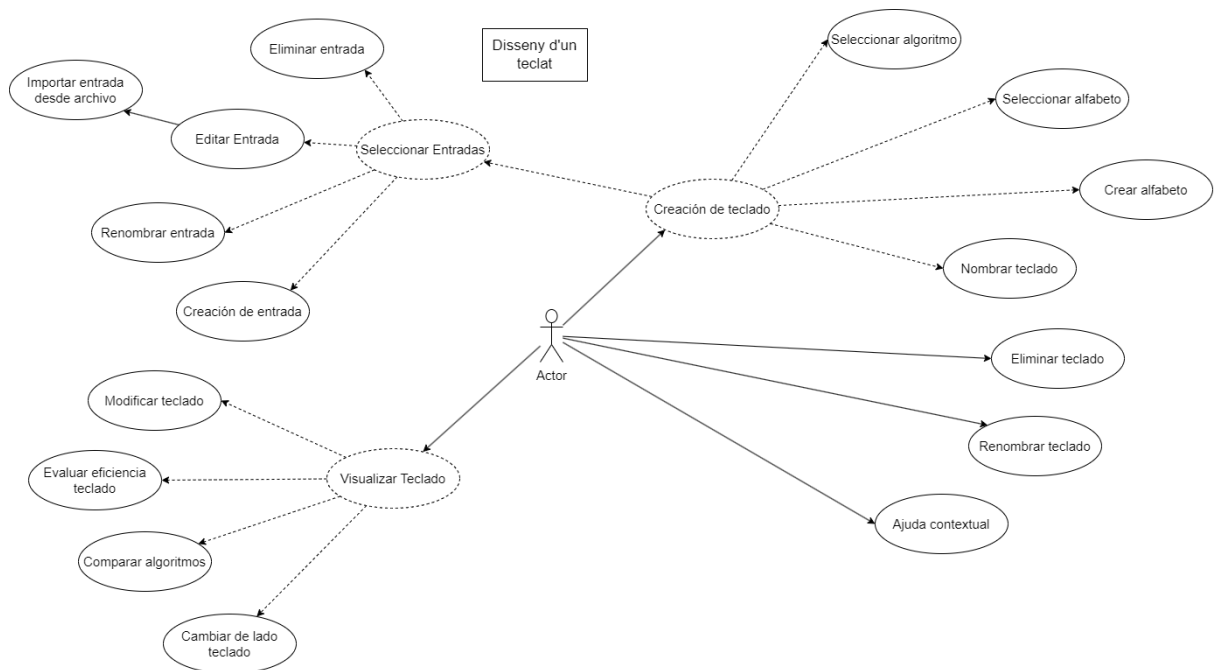 Disseny d'un
teclat
Eliminar entrada
Seleccionar algoritmo
Importar entrada
desde archivo
Seleccionar alfabeto
Editar Entrada
Seleccionar Entradas
Crear alfabeto
Creación de teclado
Renombrar entrada
Nombrar teclado
Creación de entrada
Eliminar teclado
Actor
Modificar teclado
Renombrar teclado
Evaluar eficiencia
teclado
Visualizar Teclado
Ajuda contextual
Comparar algoritmos
Cambiar de lado
teclado